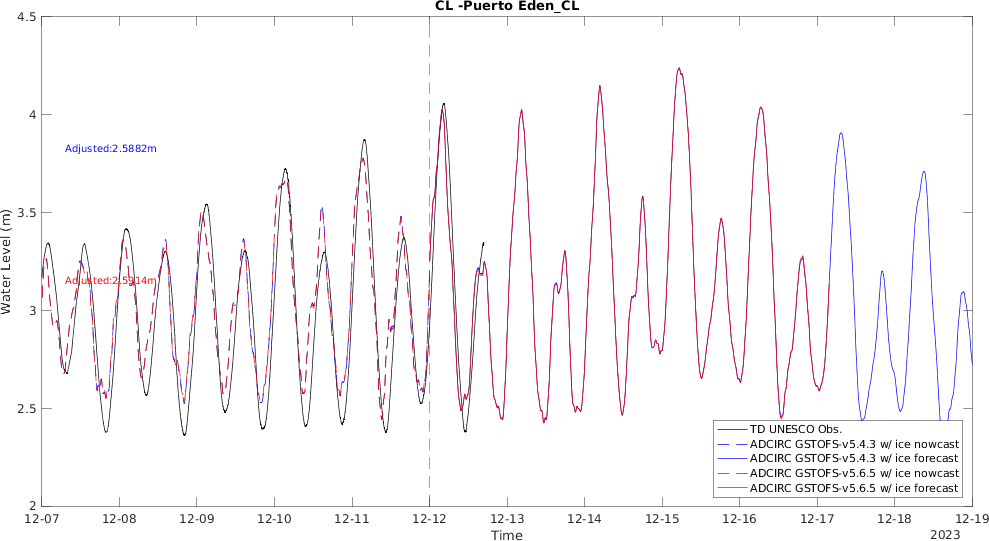 CL -Puerto Eden_CL
4.5
4
3.5
3
2.5
2
Water Level (m)
Adjusted:2.5882m
Adjusted:2.5914m
TD UNESCO Obs.
ADCIRC GSTOFS-v5.4.3 w/ ice nowcast
ADCIRC GSTOFS-v5.4.3 w/ ice forecast
ADCIRC GSTOFS-v5.6.5 w/ ice nowcast
ADCIRC GSTOFS-v5.6.5 w/ ice forecast
12-07 12-08 12-09 12-10 12-11 12-12 12-13 12-14 12-15 12-16 12-17 12-18 12-19
Time
2023